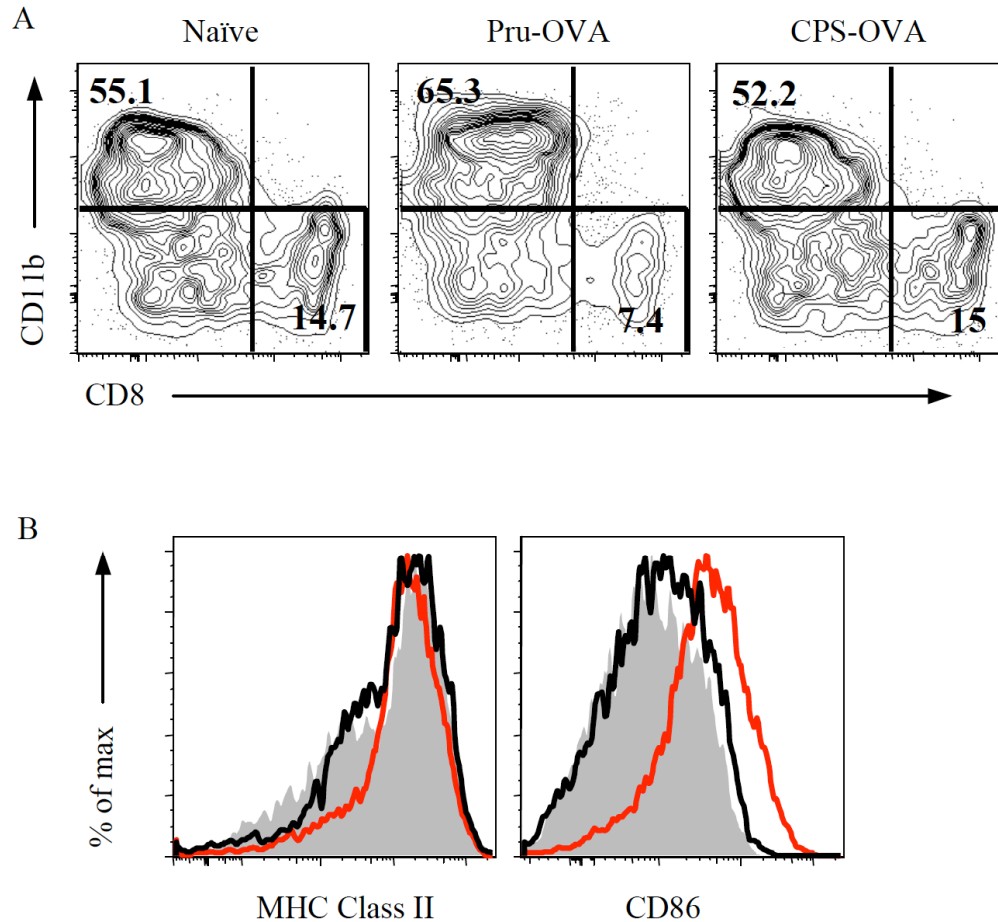 A
Naïve
Pru-OVA
CPS-OVA
55.1
65.3
52.2
14.7
7.4
15
CD11b
CD8
B
% of max
MHC Class II
CD86